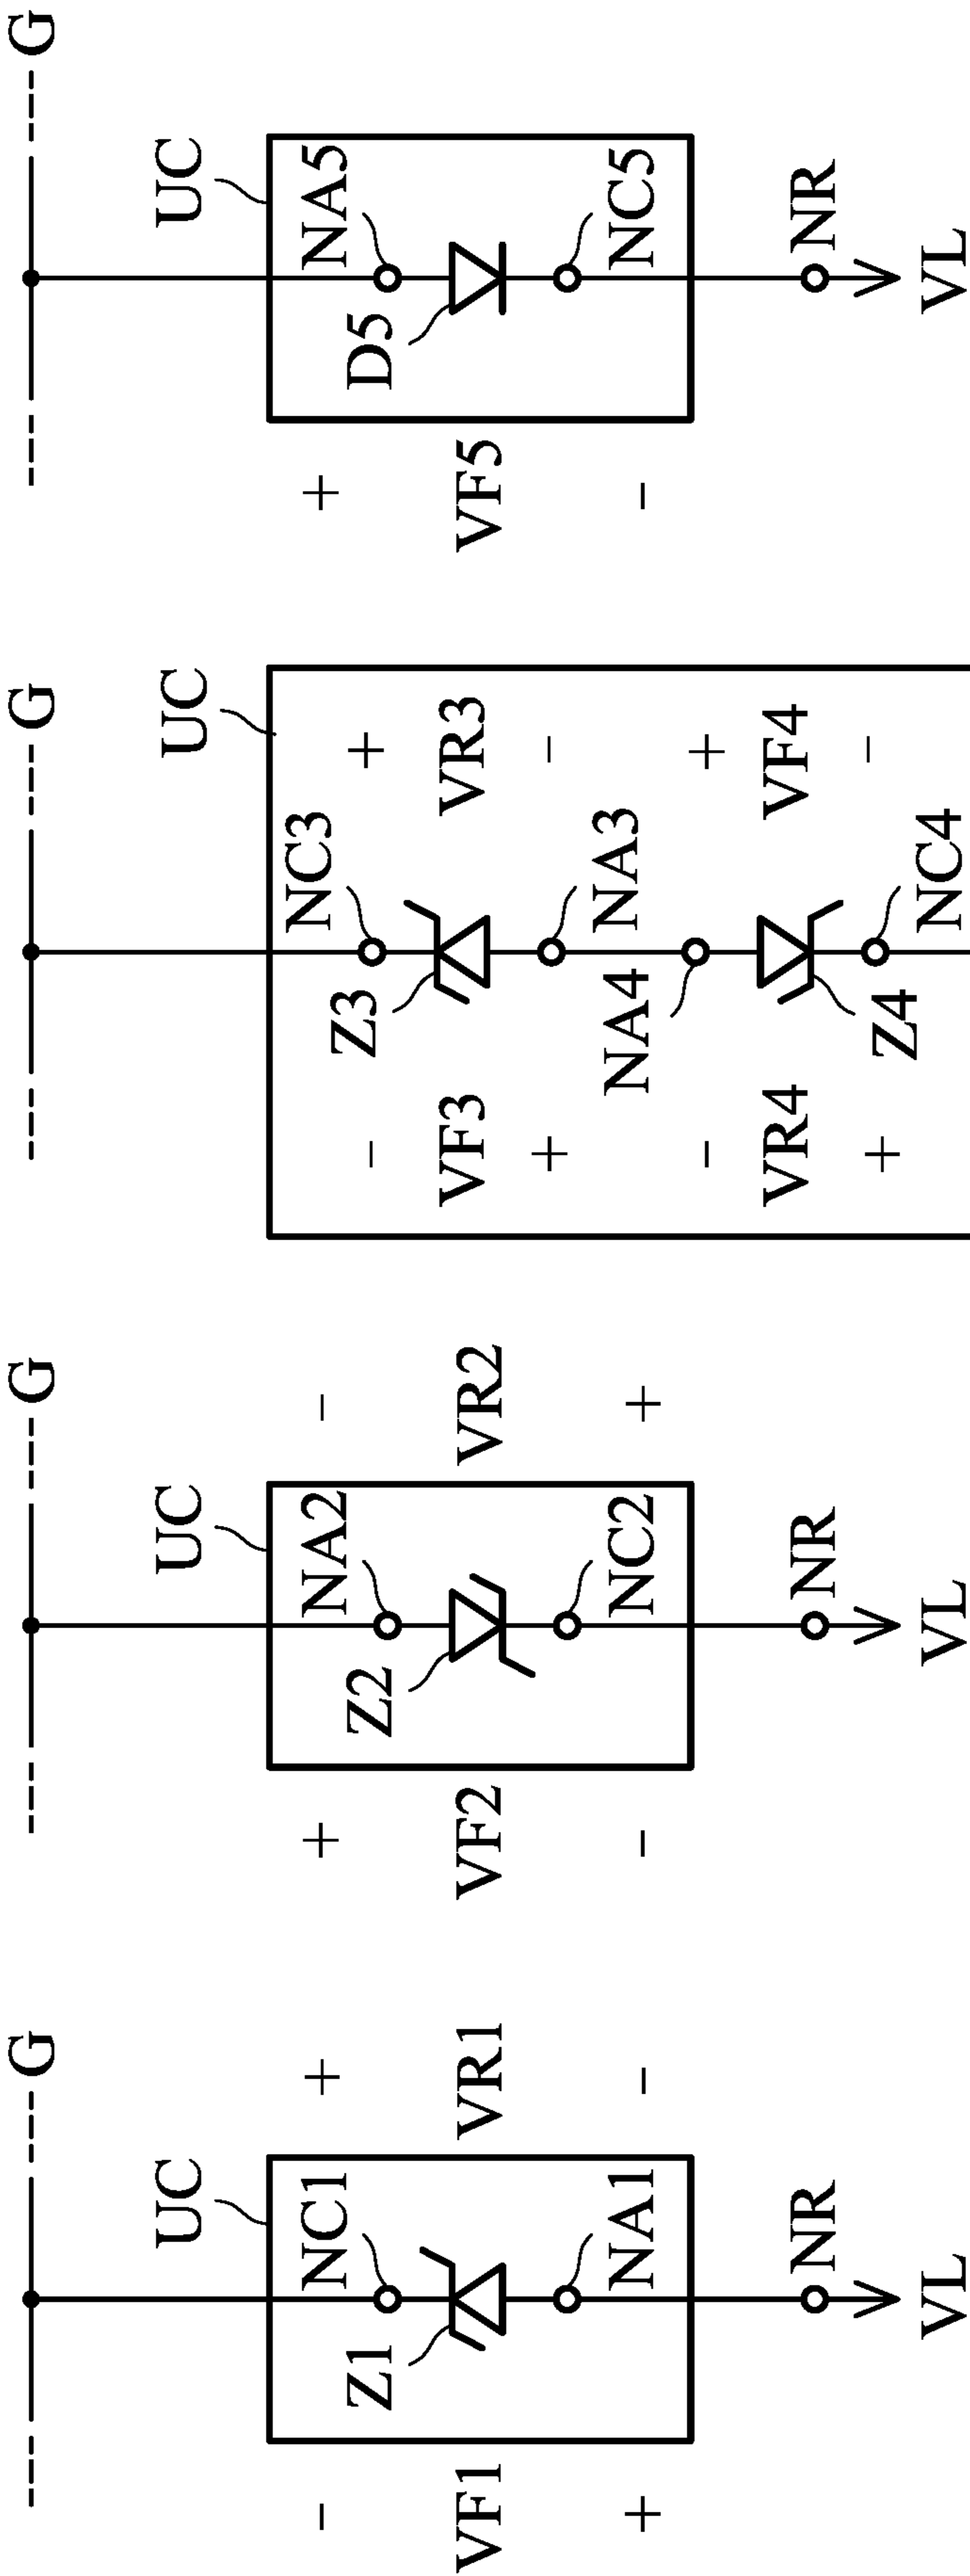 G
UC
NA5
D5
NC5
+
VF5
-
NR
VL
G
UC
NC3
Z3
NA3
+
VR3
-
-
VF3
+
NA4
Z4
NC4
+
VF4
-
-
VR4
+
G
UC
NA2
Z2
NC2
-
VR2
+
+
VF2
-
NR
VL
G
UC
NC1
Z1
NA1
+
VR1
-
-
VF1
+
NR
VL